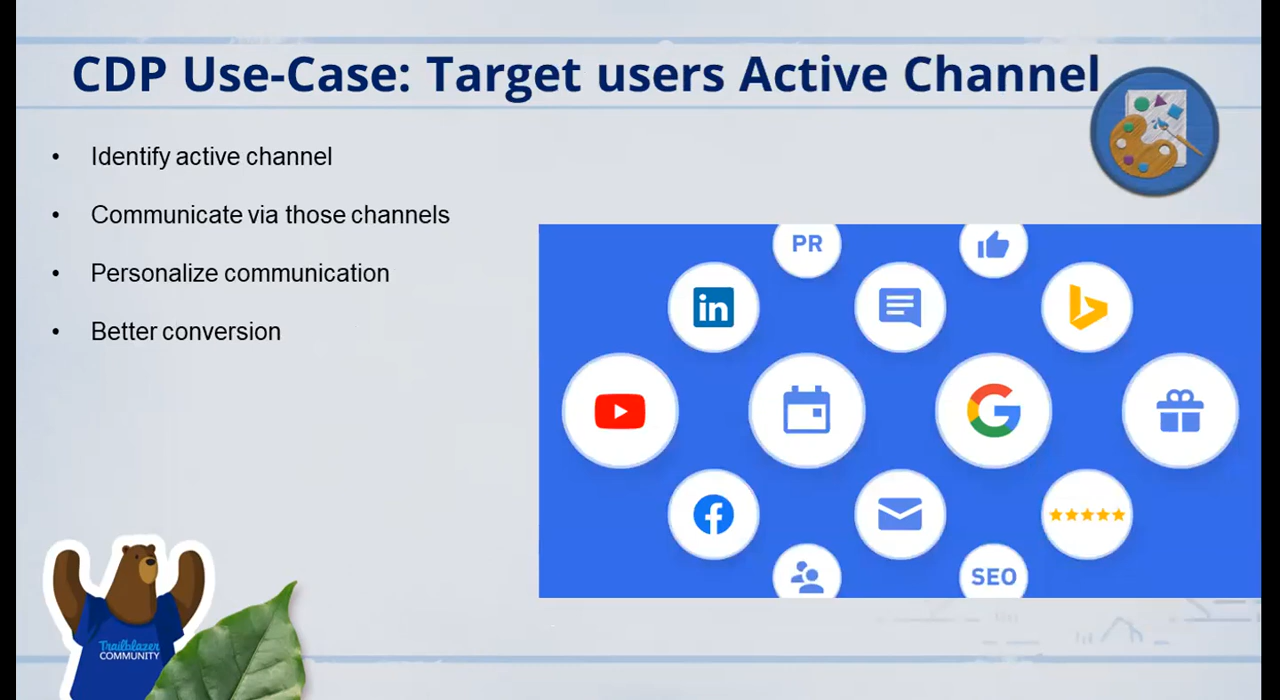 CDP Use-Case: Target users Active Channel
• Identify active channel
• Communicate via those channels
• Personalize communication
• Better conversion
PR
in
SEO
Trailblazer
COMMUNITY